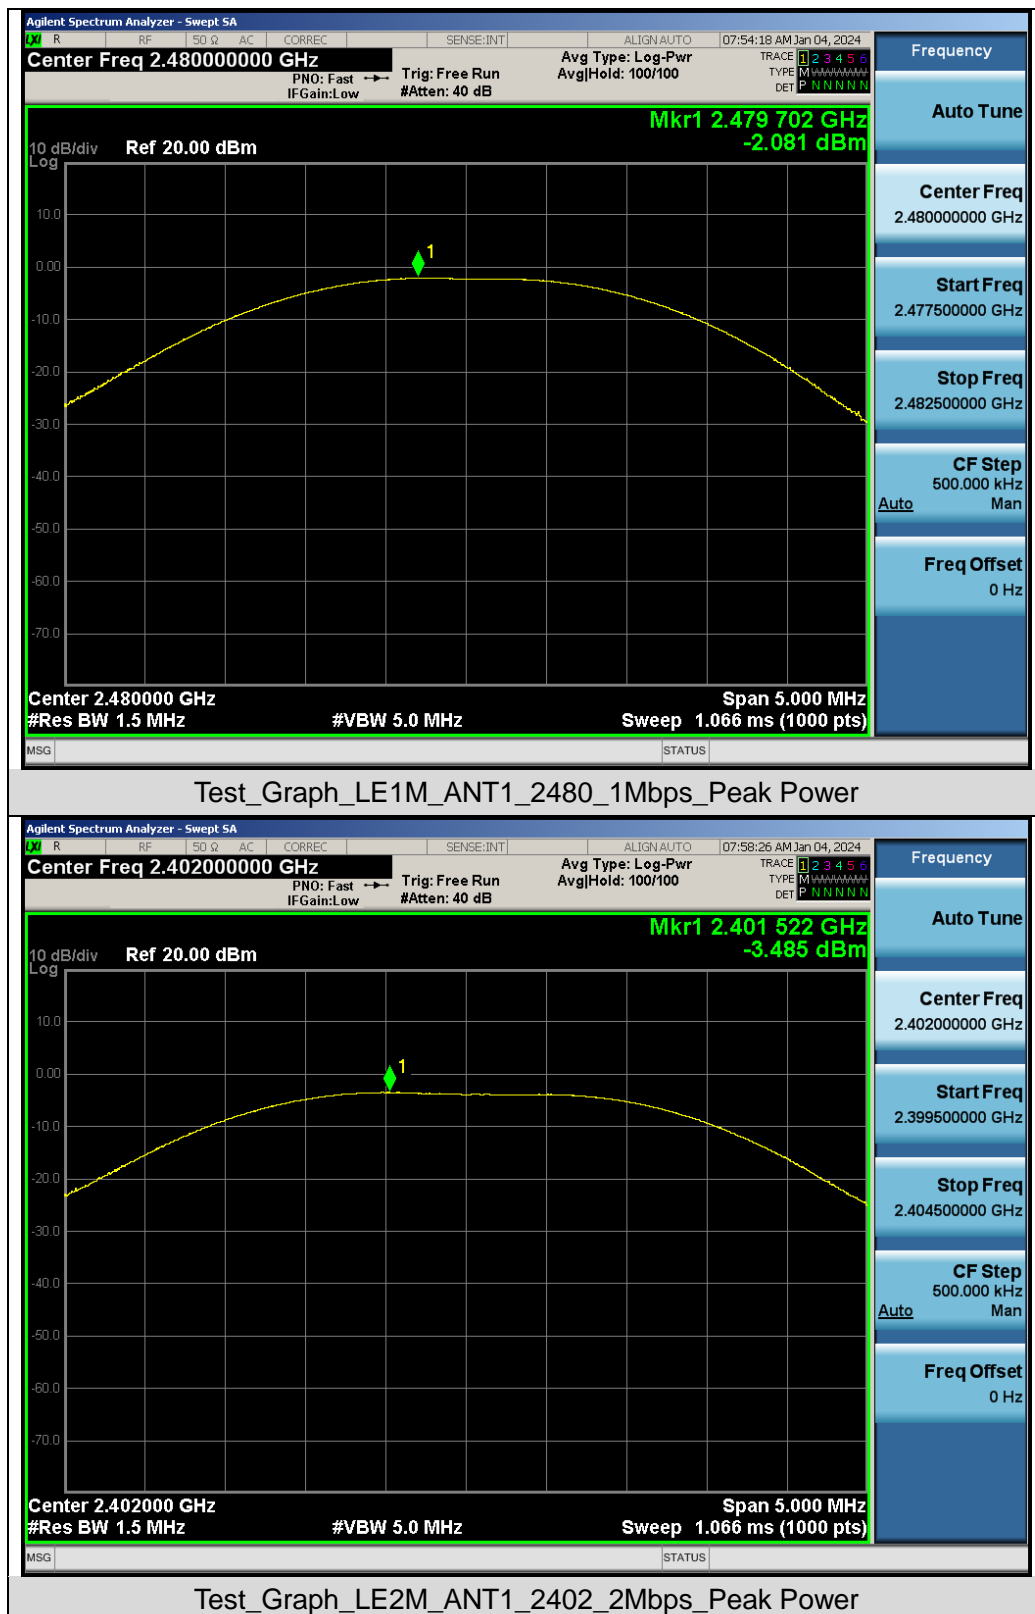 Agilent Spectrum Analyzer - Swept SA
LXI R RF 50 Ω AC CORREC SENSE:INT ALIGN AUTO 07:54:18 AM Jan 04, 2024
Center Freq 2.480000000 GHz
PNO: Fast
IFGain:Low
Trig: Free Run
#Atten: 40 dB
Avg Type: Log-Pwr
Avg|Hold: 100/100
TRACE 1 2 3 4 5 6
TYPE M WWWWW
DET P N N N N N
Mkr1 2.479 702 GHz
-2.081 dBm
10 dB/div Ref 20.00 dBm
Log
10.0
0.00
-10.0
-20.0
-30.0
-40.0
-50.0
-60.0
-70.0
1
Center 2.480000 GHz Span 5.000 MHz
#Res BW 1.5 MHz #VBW 5.0 MHz Sweep 1.066 ms (1000 pts)
MSG STATUS
Frequency
Auto Tune
Center Freq
2.480000000 GHz
Start Freq
2.477500000 GHz
Stop Freq
2.482500000 GHz
CF Step
500.000 kHz
Auto Man
Freq Offset
0 Hz
Test_Graph_LE1M_ANT1_2480_1Mbps_Peak Power
Agilent Spectrum Analyzer - Swept SA
LXI R RF 50 Ω AC CORREC SENSE:INT ALIGN AUTO 07:58:26 AM Jan 04, 2024
Center Freq 2.402000000 GHz
PNO: Fast
IFGain:Low
Trig: Free Run
#Atten: 40 dB
Avg Type: Log-Pwr
Avg|Hold: 100/100
TRACE 1 2 3 4 5 6
TYPE M WWWWW
DET P N N N N N
Mkr1 2.401 522 GHz
-3.485 dBm
10 dB/div Ref 20.00 dBm
Log
10.0
0.00
-10.0
-20.0
-30.0
-40.0
-50.0
-60.0
-70.0
1
Center 2.402000 GHz Span 5.000 MHz
#Res BW 1.5 MHz #VBW 5.0 MHz Sweep 1.066 ms (1000 pts)
MSG STATUS
Frequency
Auto Tune
Center Freq
2.402000000 GHz
Start Freq
2.399500000 GHz
Stop Freq
2.404500000 GHz
CF Step
500.000 kHz
Auto Man
Freq Offset
0 Hz
Test_Graph_LE2M_ANT1_2402_2Mbps_Peak Power